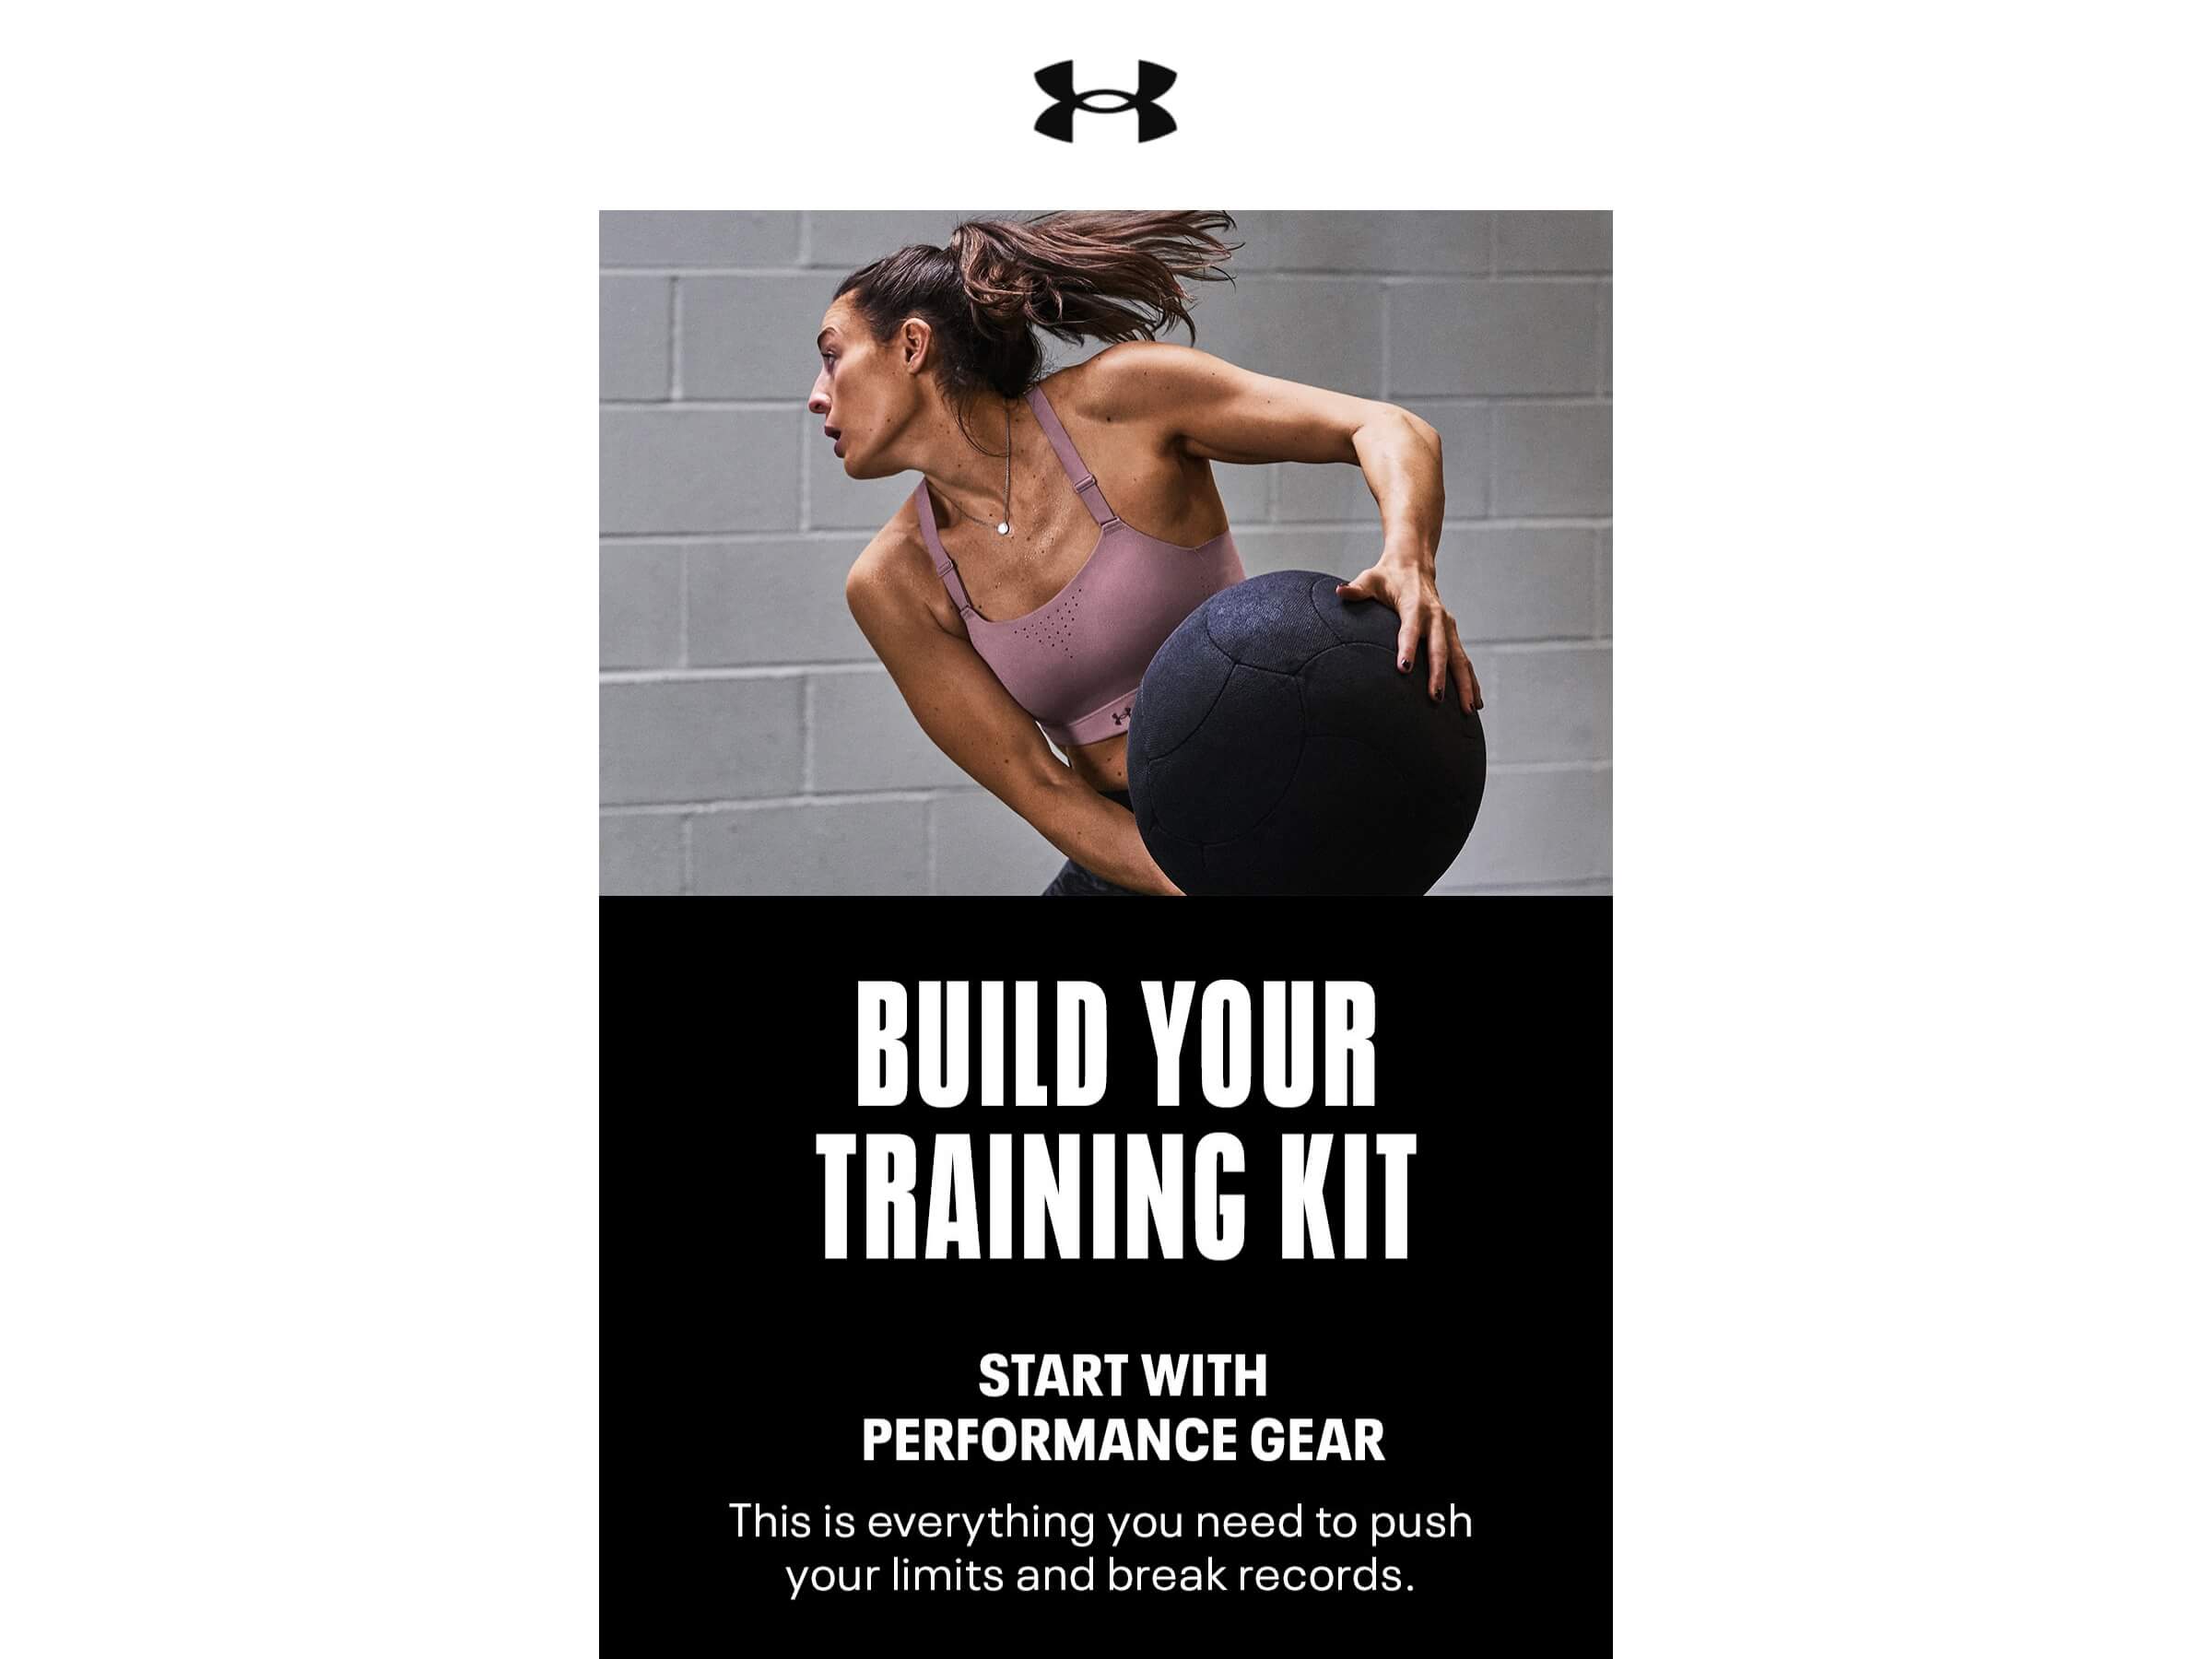 BUILD YOUR
TRAINING KIT
START WITH
PERFORMANCE GEAR
This is everything you need to push
your limits and break records.